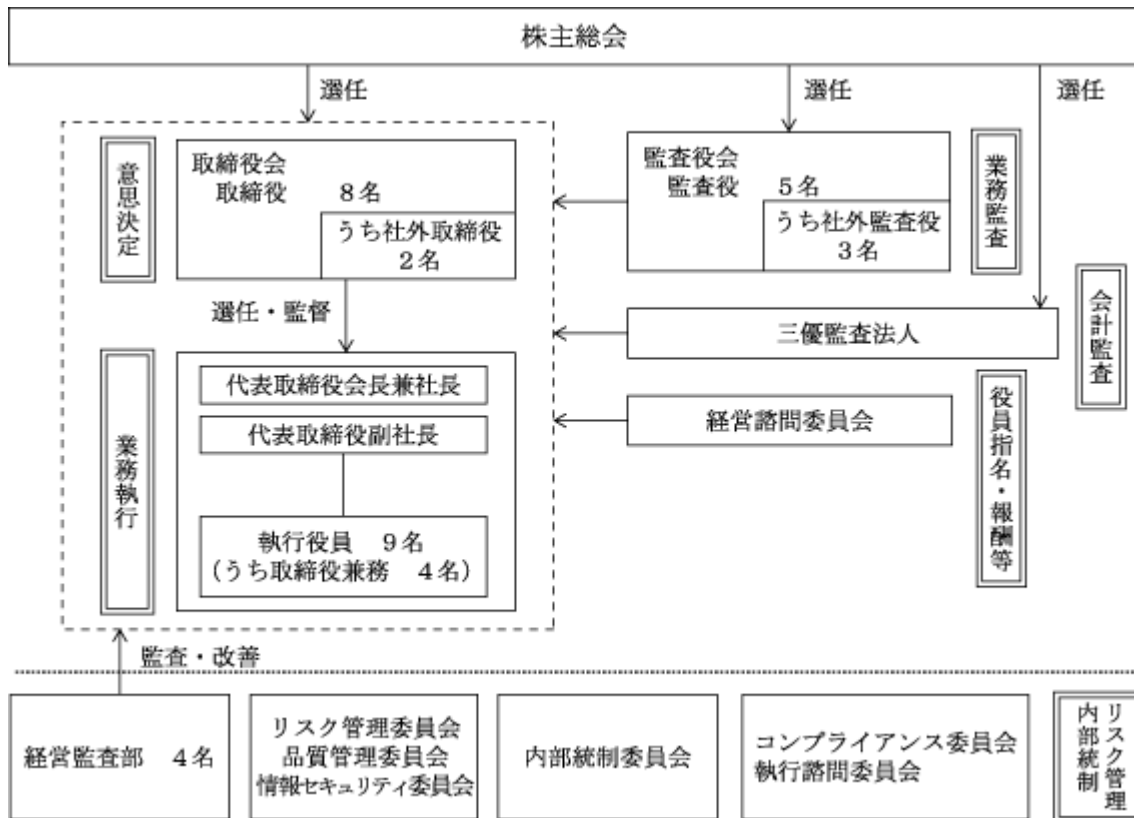 株主総会
選任
選任
選任
意思決定
取締役会
取締役 8名
うち社外取締役
2名
監査役会
監査役 5名
うち社外監査役
3名
業務監査
選任・監督
三優監査法人
会計監査
業務執行
代表取締役会長兼社長
代表取締役副社長
執行役員 9名
(うち取締役兼務 4名)
経営諮問委員会
役員指名・報酬等
監査・改善
経営監査部 4名
リスク管理委員会
品質管理委員会
情報セキュリティ委員会
内部統制委員会
コンプライアンス委員会
執行諮問委員会
リスク管理
内部統制